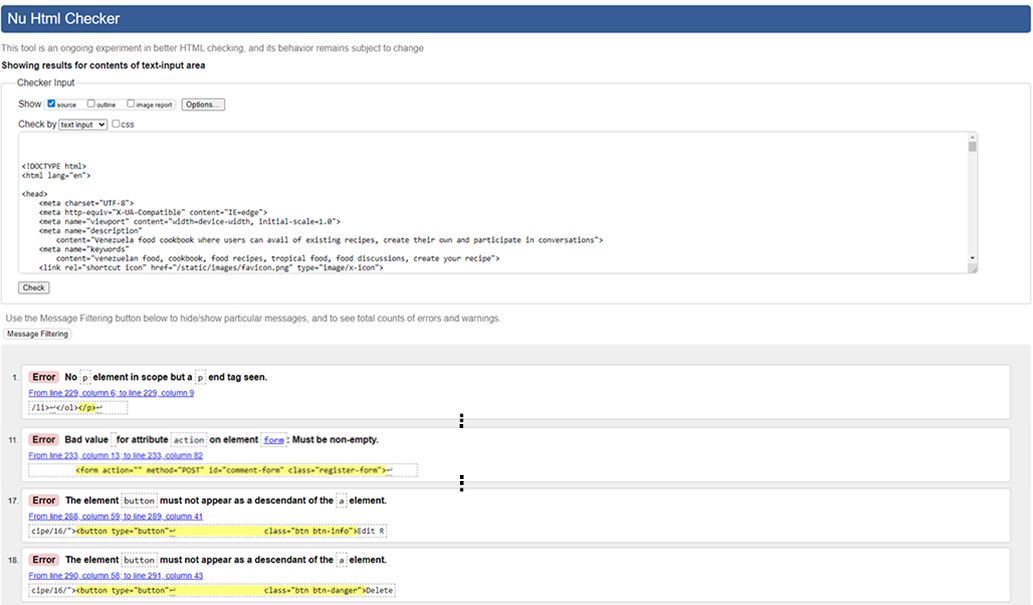 Nu Html Checker
This tool is an ongoing experiment in better HTML checking, and its behavior remains subject to change
Showing results for contents of text-input area
Checker Input
Show source outline image report Options...
Check by text input css
<!DOCTYPE html>
<html lang="en">
<head>
<meta charset="UTF-8">
<meta http-equiv="X-UA-Compatible" content="IE=edge">
<meta name="viewport" content="width=device-width, initial-scale=1.0">
<meta name="description"
content="Venezuela food cookbook where users can avail of existing recipes, create their own and participate in conversations">
<meta name="keywords"
content="venezuelan food, cookbook, food recipes, tropical food, food discussions, create your recipe">
<link rel="shortcut icon" href="/static/images/favicon.png" type="image/x-icon">
Check
Use the Message Filtering button below to hide/show particular messages, and to see total counts of errors and warnings.
Message Filtering
1. Error No p element in scope but a p end tag seen.
From line 229, column 6; to line 229, column 9
/li>↩</ol></p>↩
11. Error Bad value for attribute action on element form: Must be non-empty.
From line 233, column 13; to line 233, column 82
<form action="" method="POST" id="comment-form" class="register-form">↩
17. Error The element button must not appear as a descendant of the a element.
From line 288, column 59; to line 289, column 41
cipe/16/"><button type="button"↩ class="btn btn-info">Edit R
18. Error The element button must not appear as a descendant of the a element.
From line 290, column 58; to line 291, column 43
cipe/16/"><button type="button"↩ class="btn btn-danger">Delete